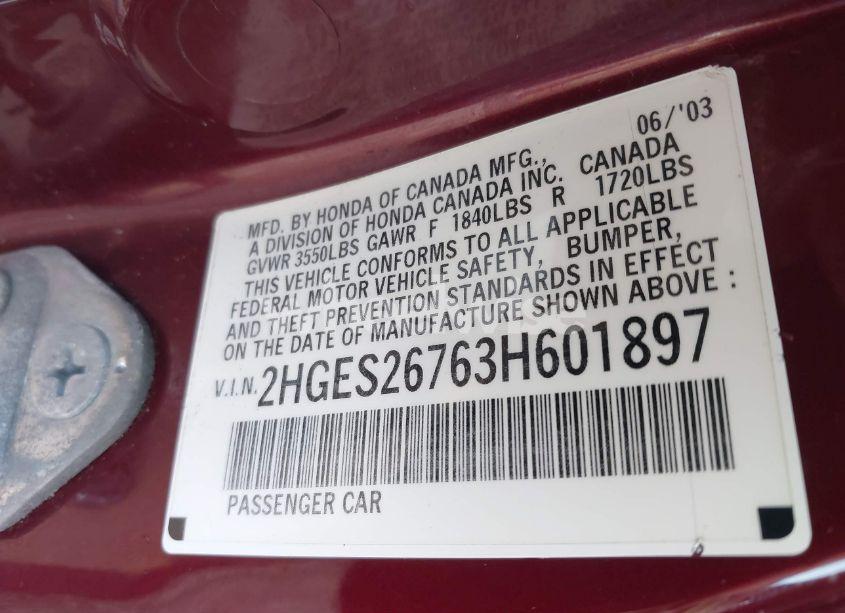 06/'03
MFD. BY HONDA OF CANADA MFG.,
A DIVISION OF HONDA CANADA INC. CANADA
GVWR 3550LBS GAWR F 1840LBS R 1720LBS
THIS VEHICLE CONFORMS TO ALL APPLICABLE
FEDERAL MOTOR VEHICLE SAFETY, BUMPER,
AND THEFT PREVENTION STANDARDS IN EFFECT
ON THE DATE OF MANUFACTURE SHOWN ABOVE :
V.I.N. 2HGES26763H601897
PASSENGER CAR